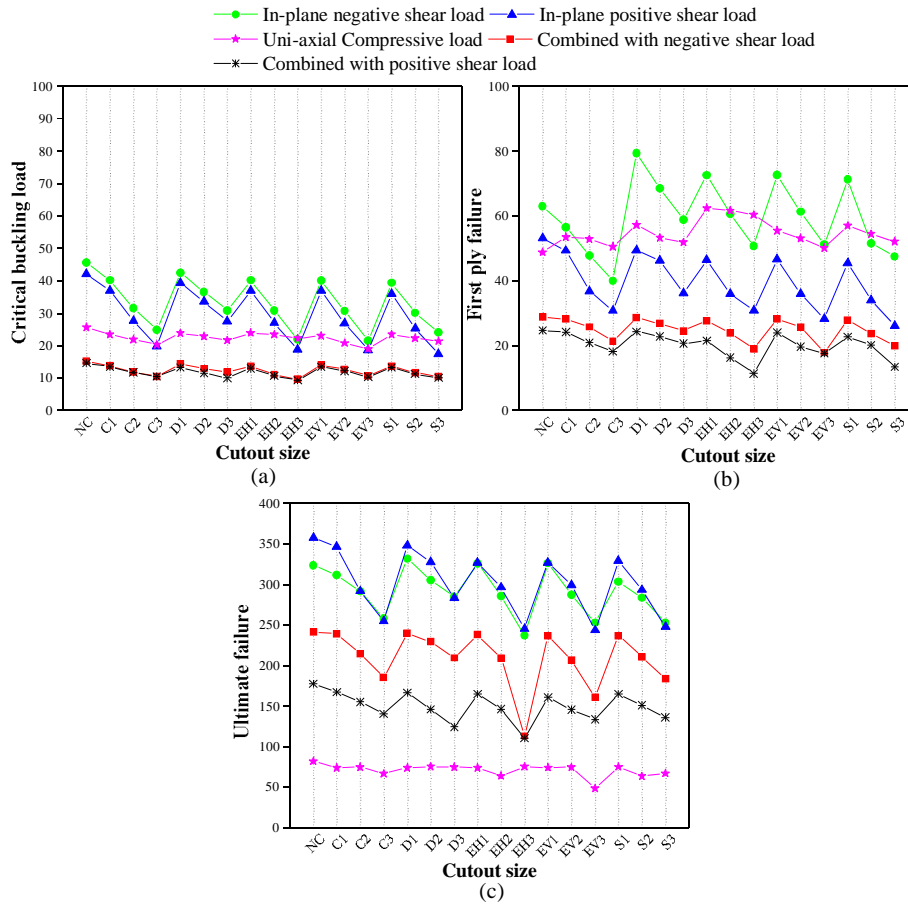 In-plane negative shear load In-plane positive shear load
Uni-axial Compressive load Combined with negative shear load
Combined with positive shear load
Critical buckling load
100
80
60
50
40
30
20
10
0
NC C1 C2 C3 D1 D2 D3 EH1 EH2 EH3 EV1 EV2 EV3 S1 S2 S3
Cutout size
(a)
First ply failure
100
80
60
40
20
0
NC C1 C2 C3 D1 D2 D3 EH1 EH2 EH3 EV1 EV2 EV3 S1 S2 S3
Cutout size
(b)
Ultimate failure
400
350
300
250
200
150
100
50
0
NC C1 C2 C3 D1 D2 D3 EH1 EH2 EH3 EV1 EV2 EV3 S1 S2 S3
Cutout size
(c)